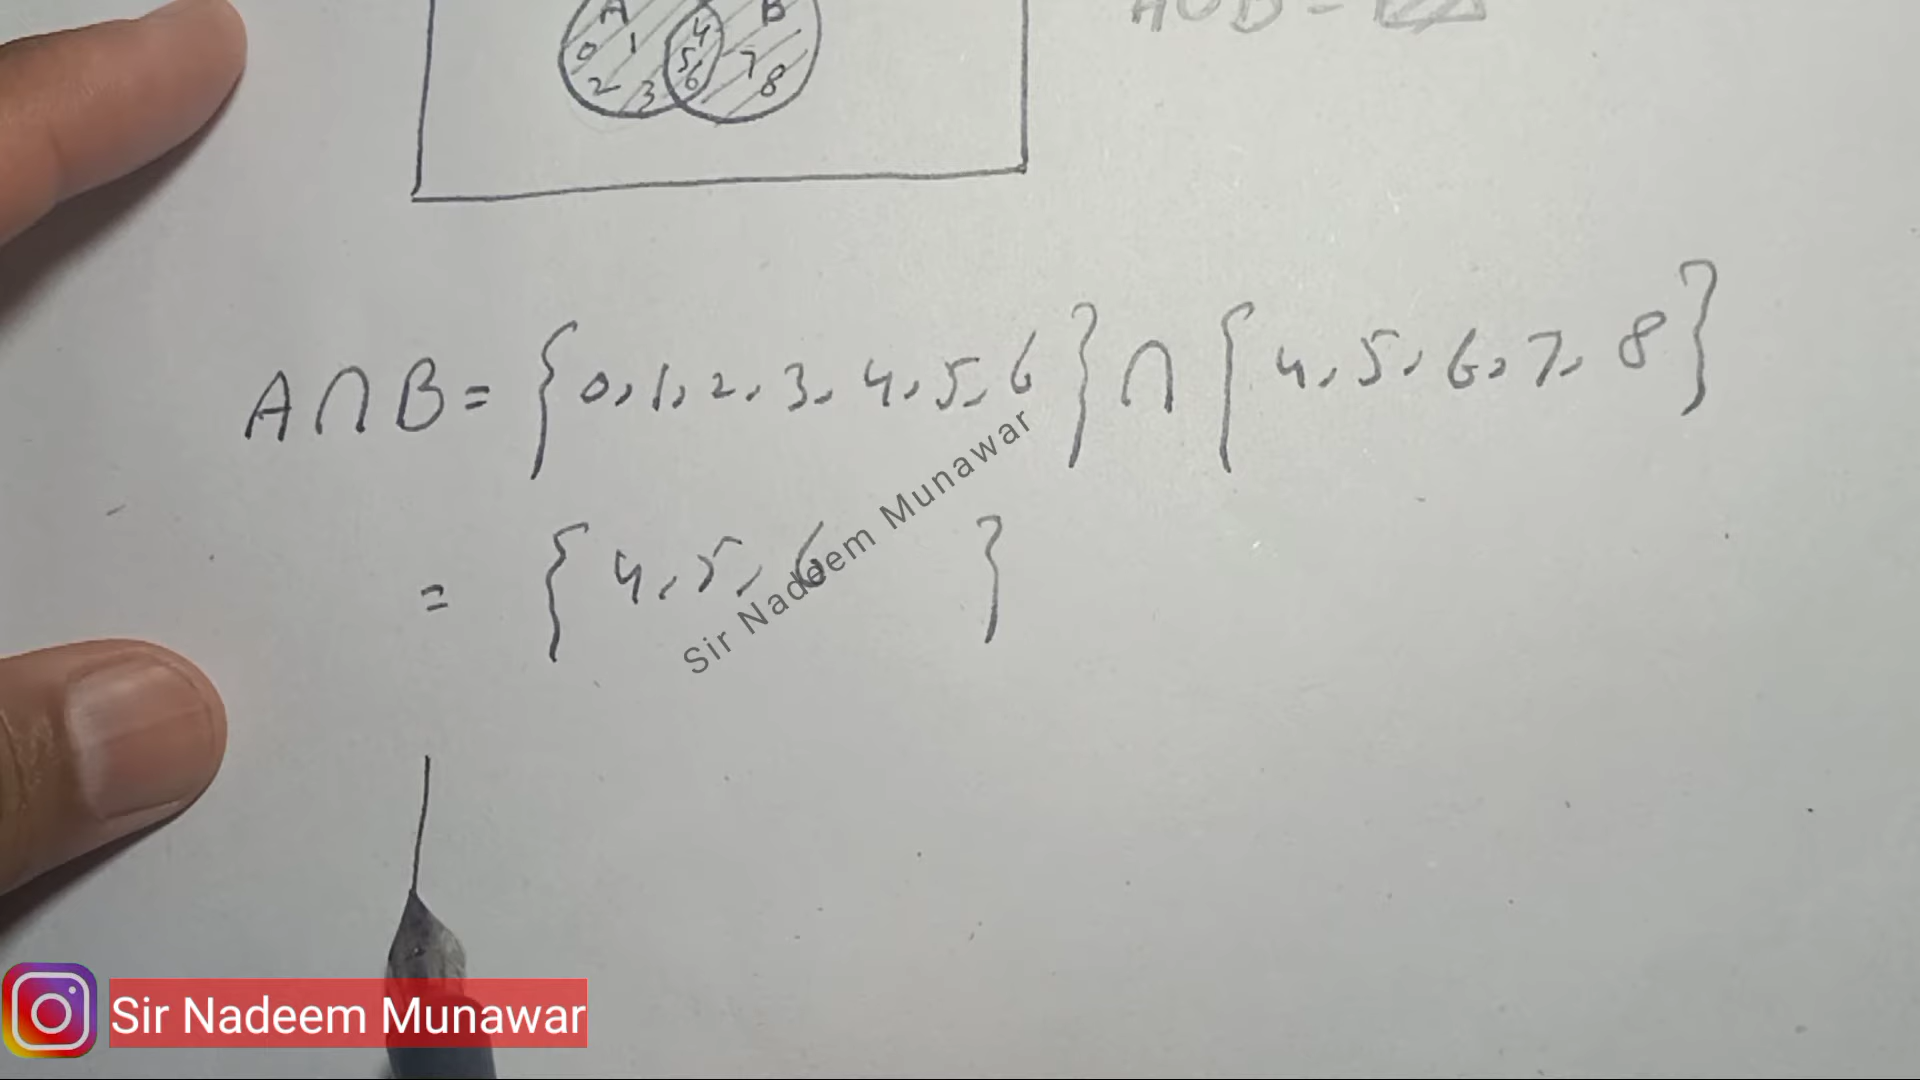 A B
A ∪ B =
4
0 1 5 7
2 3 6 8
A ∩ B = { 0, 1, 2, 3, 4, 5, 6 } ∩ { 4, 5, 6, 7, 8 }
= { 4, 5, 6 }
Sir Nadeem Munawar
Sir Nadeem Munawar